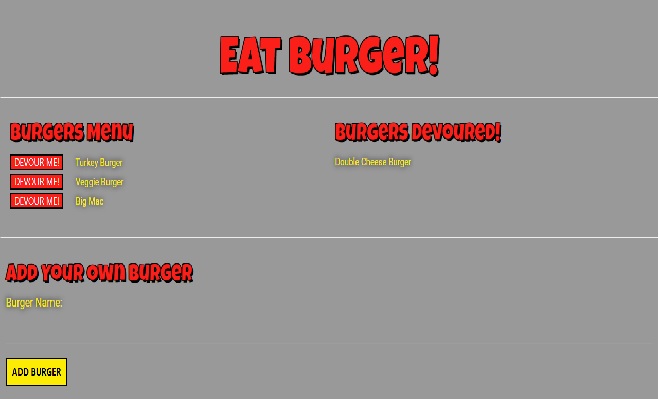 Eat Burger!
Burgers Menu
DEVOUR ME! Turkey Burger
DEVOUR ME! Veggie Burger
DEVOUR ME! Big Mac
Burgers Devoured!
Double Cheese Burger
Add Your Own Burger
Burger Name:
ADD BURGER